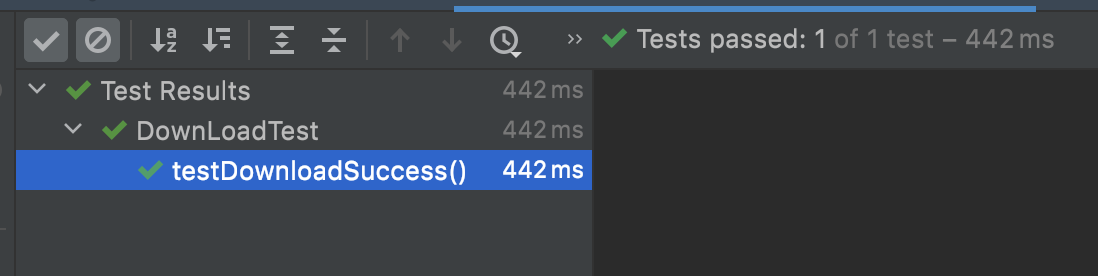 Tests passed: 1 of 1 test – 442 ms
Test Results 442 ms
DownLoadTest 442 ms
testDownloadSuccess() 442 ms